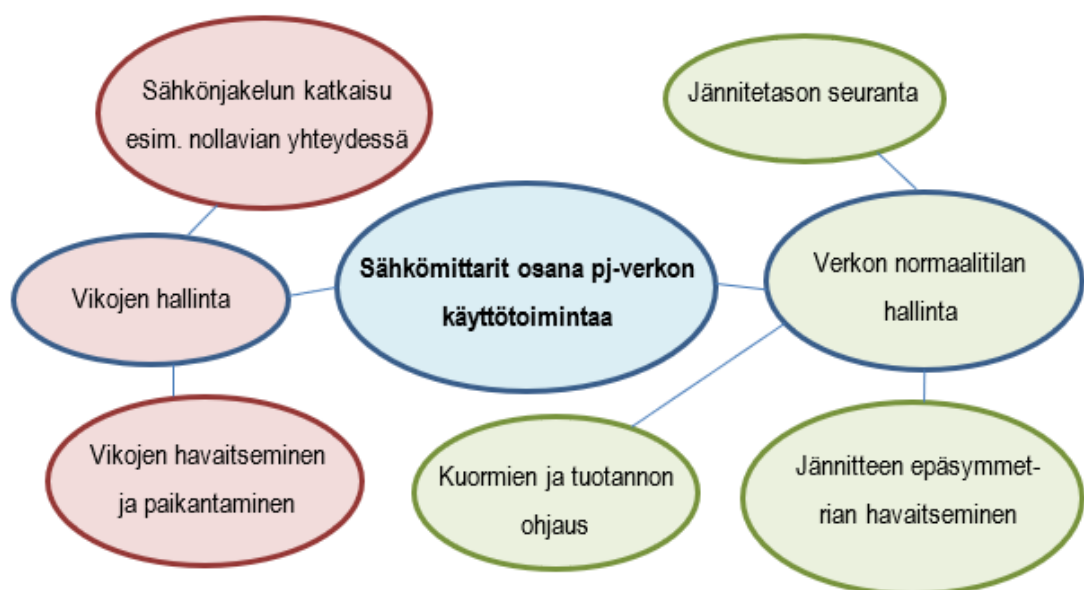 Sähkönjakelun katkaisu
esim. nollavian yhteydessä
Jännitetason seuranta
Vikojen hallinta
Sähkömittarit osana pj-verkon
käyttötoimintaa
Verkon normaalitilan
hallinta
Vikojen havaitseminen
ja paikantaminen
Kuormien ja tuotannon
ohjaus
Jännitteen epäsymmet-
rian havaitseminen